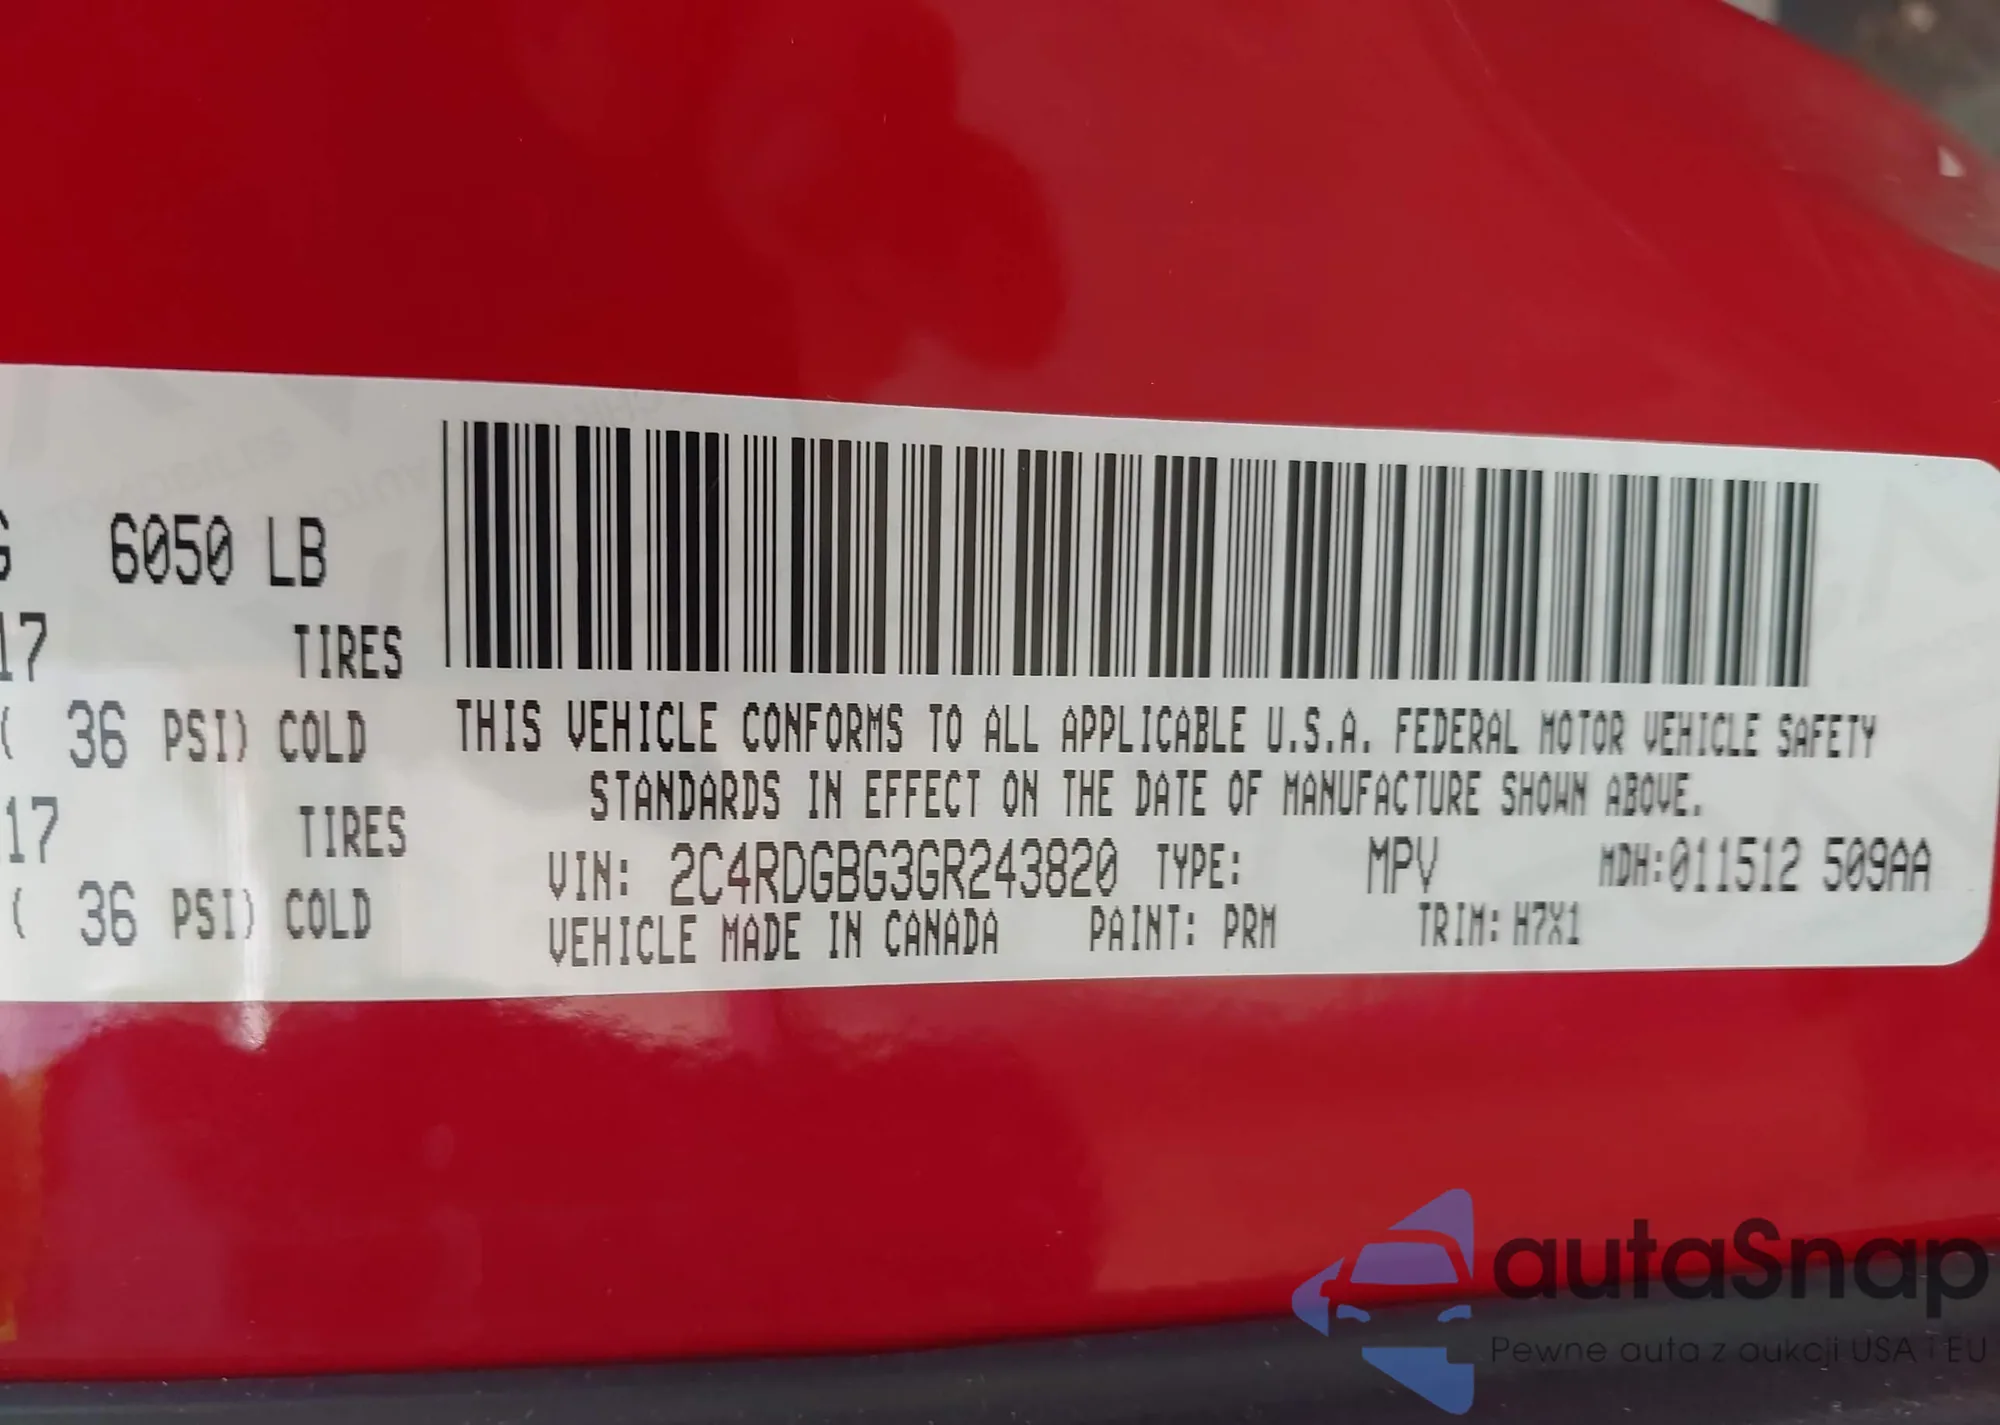 6050 LB
17 TIRES
( 36 PSI) COLD
17 TIRES
( 36 PSI) COLD
THIS VEHICLE CONFORMS TO ALL APPLICABLE U.S.A. FEDERAL MOTOR VEHICLE SAFETY
STANDARDS IN EFFECT ON THE DATE OF MANUFACTURE SHOWN ABOVE.
VIN: 2C4RDGBG3GR243820 TYPE: MPV MDH:011512 509AA
VEHICLE MADE IN CANADA PAINT: PRM TRIM: H7X1
autaSnap
Pewne auta z aukcji USA i EU